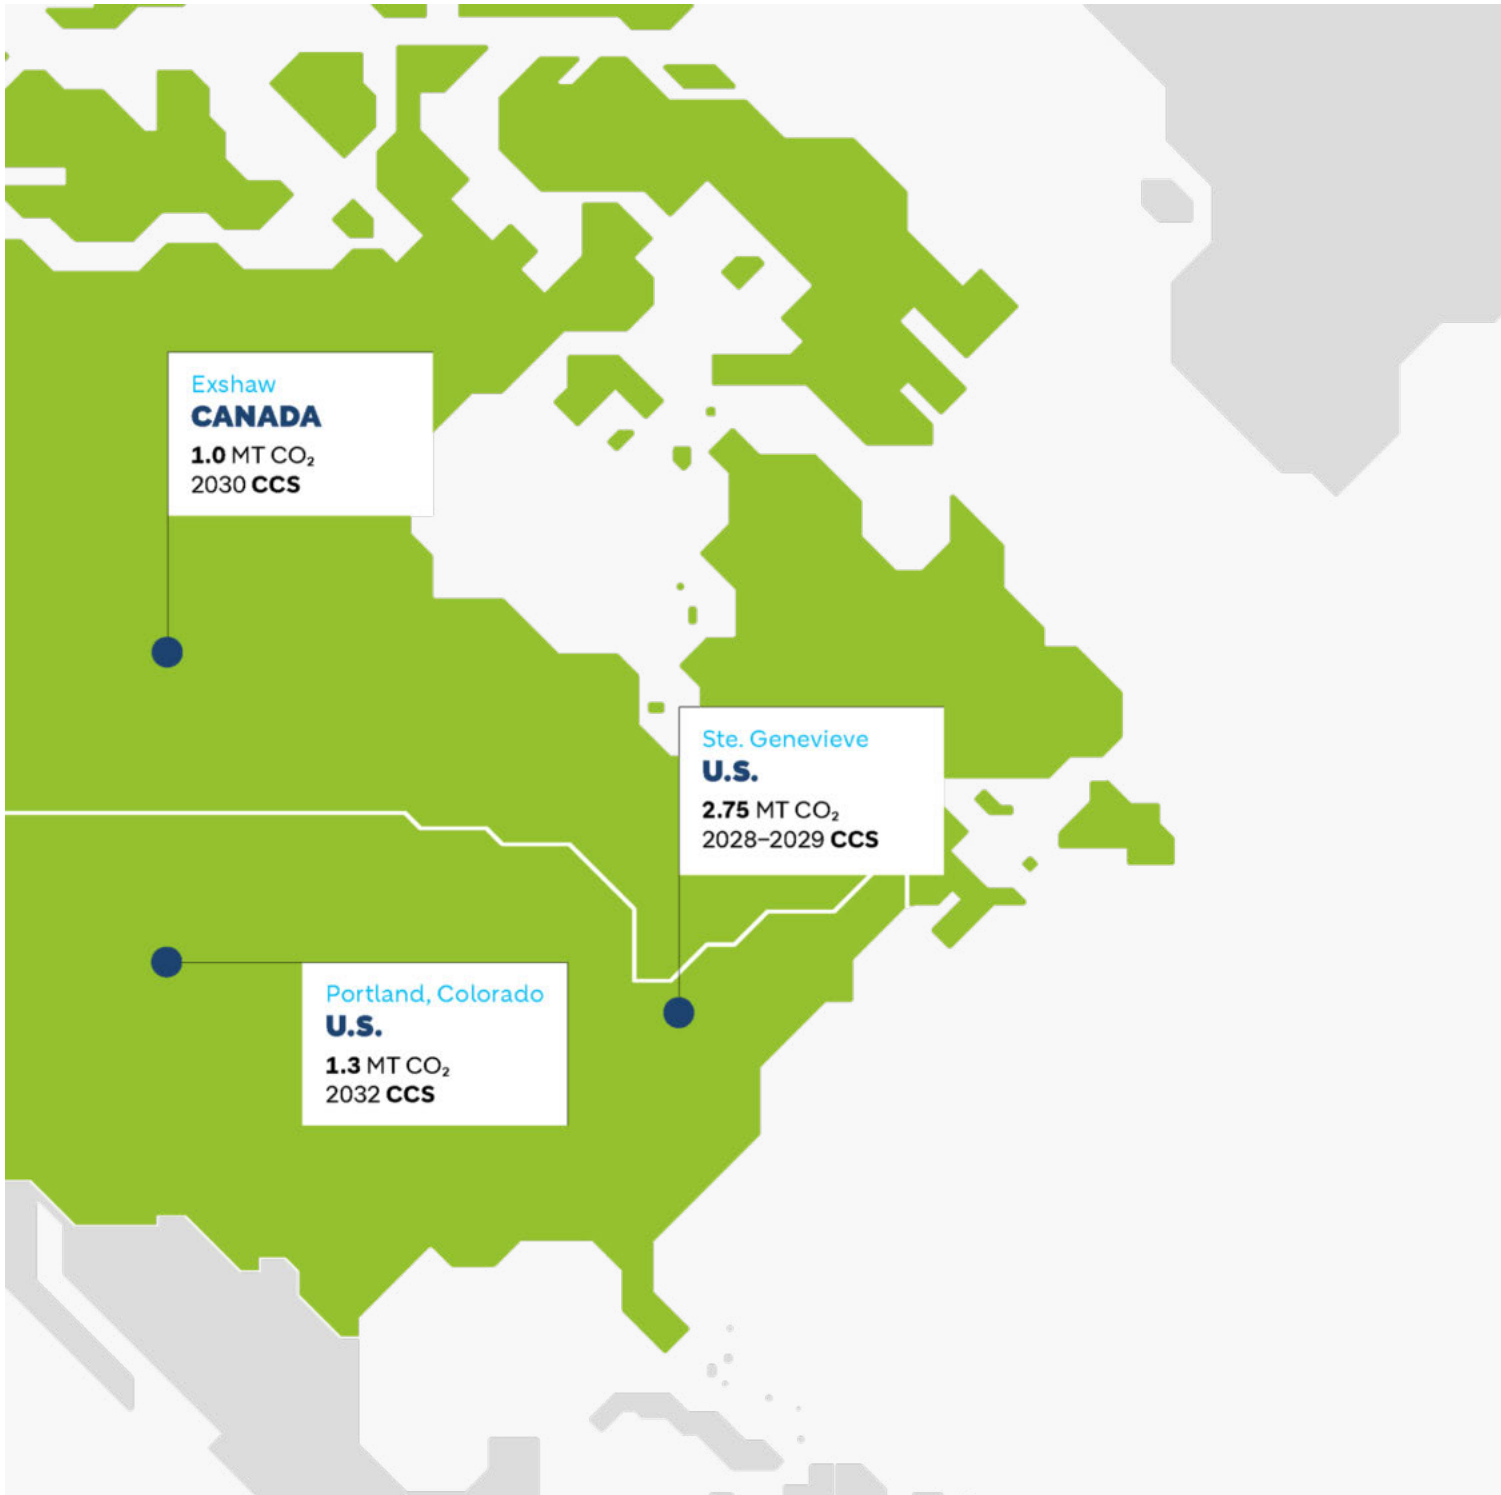 Exshaw
CANADA
1.0 MT CO₂
2030 CCS
Ste. Genevieve
U.S.
2.75 MT CO₂
2028–2029 CCS
Portland, Colorado
U.S.
1.3 MT CO₂
2032 CCS